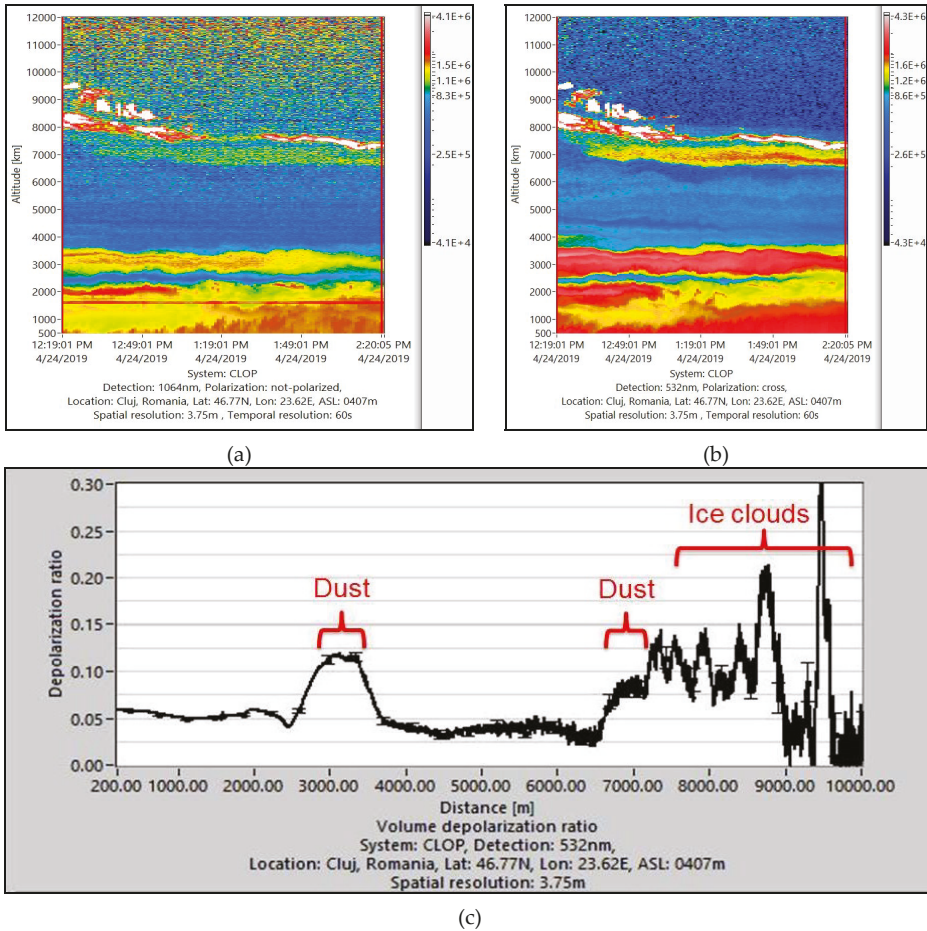 12000
11000
10000
9000
8000
7000
6000
5000
4000
3000
2000
1000
500
Altitude [km]
12:19:01 PM 12:49:01 PM 1:19:01 PM 1:49:01 PM 2:20:05 PM
4/24/2019 4/24/2019 4/24/2019 4/24/2019 4/24/2019
System: CLOP
Detection: 1064nm, Polarization: not-polarized,
Location: Cluj, Romania, Lat: 46.77N, Lon: 23.62E, ASL: 0407m
Spatial resolution: 3.75m , Temporal resolution: 60s
4.1E+6
1.5E+6
1.1E+6
8.3E+5
2.5E+5
4.1E+4
(a)
12000
11000
10000
9000
8000
7000
6000
5000
4000
3000
2000
1000
500
Altitude [km]
12:19:01 PM 12:49:01 PM 1:19:01 PM 1:49:01 PM 2:20:05 PM
4/24/2019 4/24/2019 4/24/2019 4/24/2019 4/24/2019
System: CLOP
Detection: 532nm, Polarization: cross,
Location: Cluj, Romania, Lat: 46.77N, Lon: 23.62E, ASL: 0407m
Spatial resolution: 3.75m , Temporal resolution: 60s
4.3E+6
1.6E+6
1.2E+6
8.6E+5
2.6E+5
4.3E+4
(b)
0.30
0.25
0.20
0.15
0.10
0.05
0.00
Depolarization ratio
Dust
Dust
Ice clouds
200.00 1000.00 2000.00 3000.00 4000.00 5000.00 6000.00 7000.00 8000.00 9000.00 10000.00
Distance [m]
Volume depolarization ratio
System: CLOP, Detection: 532nm,
Location: Cluj, Romania, Lat: 46.77N, Lon: 23.62E, ASL: 0407m
Spatial resolution: 3.75m
(c)